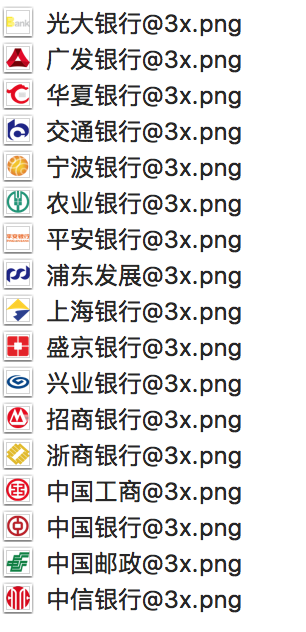 光大银行@3x.png
广发银行@3x.png
华夏银行@3x.png
交通银行@3x.png
宁波银行@3x.png
农业银行@3x.png
平安银行@3x.png
浦东发展@3x.png
上海银行@3x.png
盛京银行@3x.png
兴业银行@3x.png
招商银行@3x.png
浙商银行@3x.png
中国工商@3x.png
中国银行@3x.png
中国邮政@3x.png
中信银行@3x.png